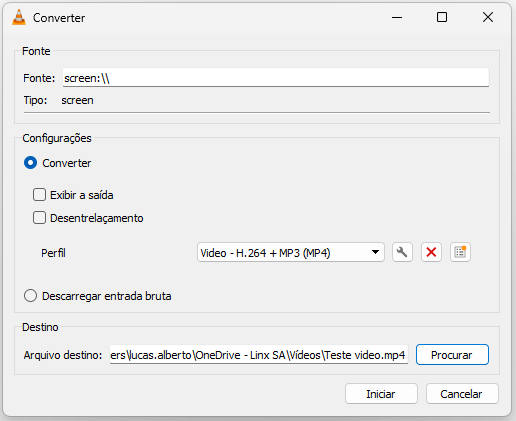 Converter
Fonte
Fonte: screen:\\
Tipo: screen
Configurações
Converter
Exibir a saída
Desentrelaçamento
Perfil Video - H.264 + MP3 (MP4)
Descarregar entrada bruta
Destino
Arquivo destino: ers\lucas.alberto\OneDrive - Linx SA\Vídeos\Teste video.mp4 Procurar
Iniciar Cancelar